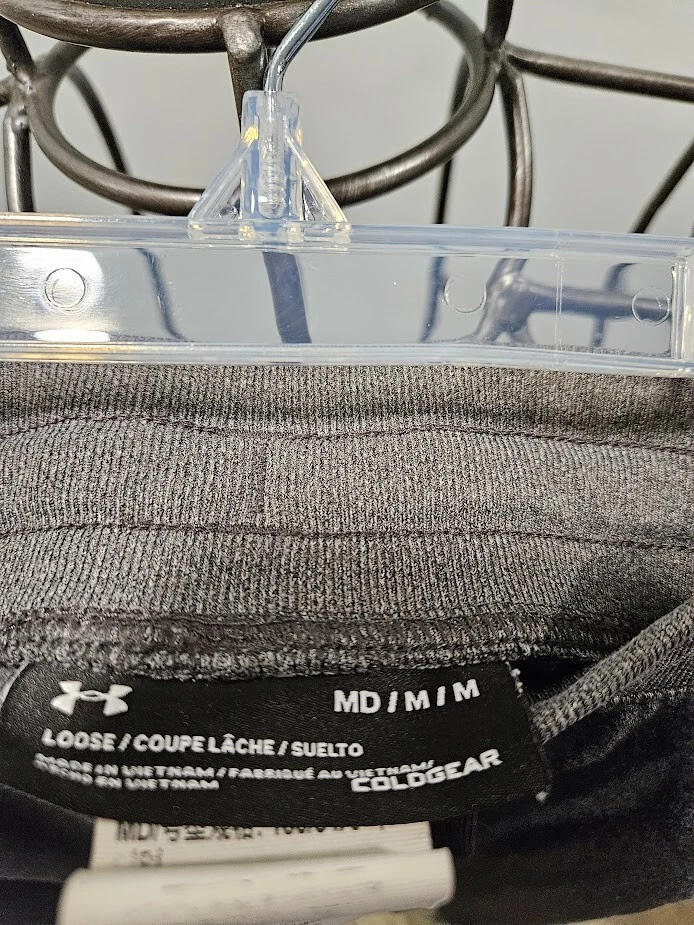 MD / M / M
LOOSE / COUPE LÂCHE / SUELTO
MADE IN VIETNAM / FABRIQUÉ AU VIETNAM/
HECHO EN VIETNAM
COLDGEAR